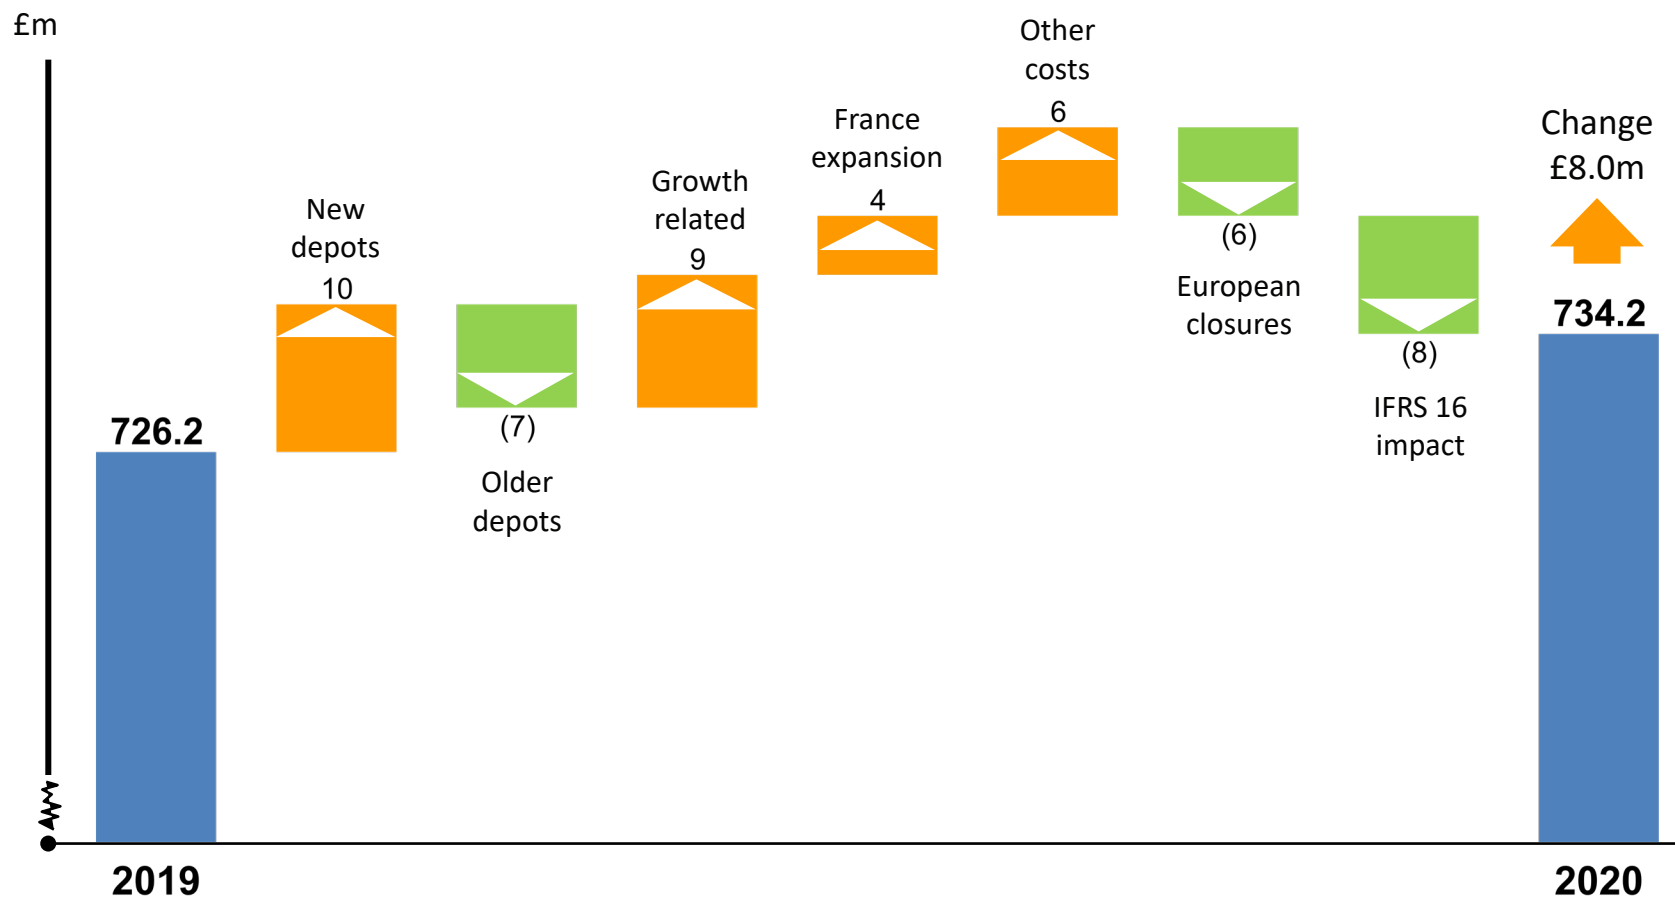 £m
726.2
New
depots
10
(7)
Older
depots
Growth
related
9
France
expansion
4
Other
costs
6
(6)
European
closures
(8)
IFRS 16
impact
Change
£8.0m
734.2
2019
2020